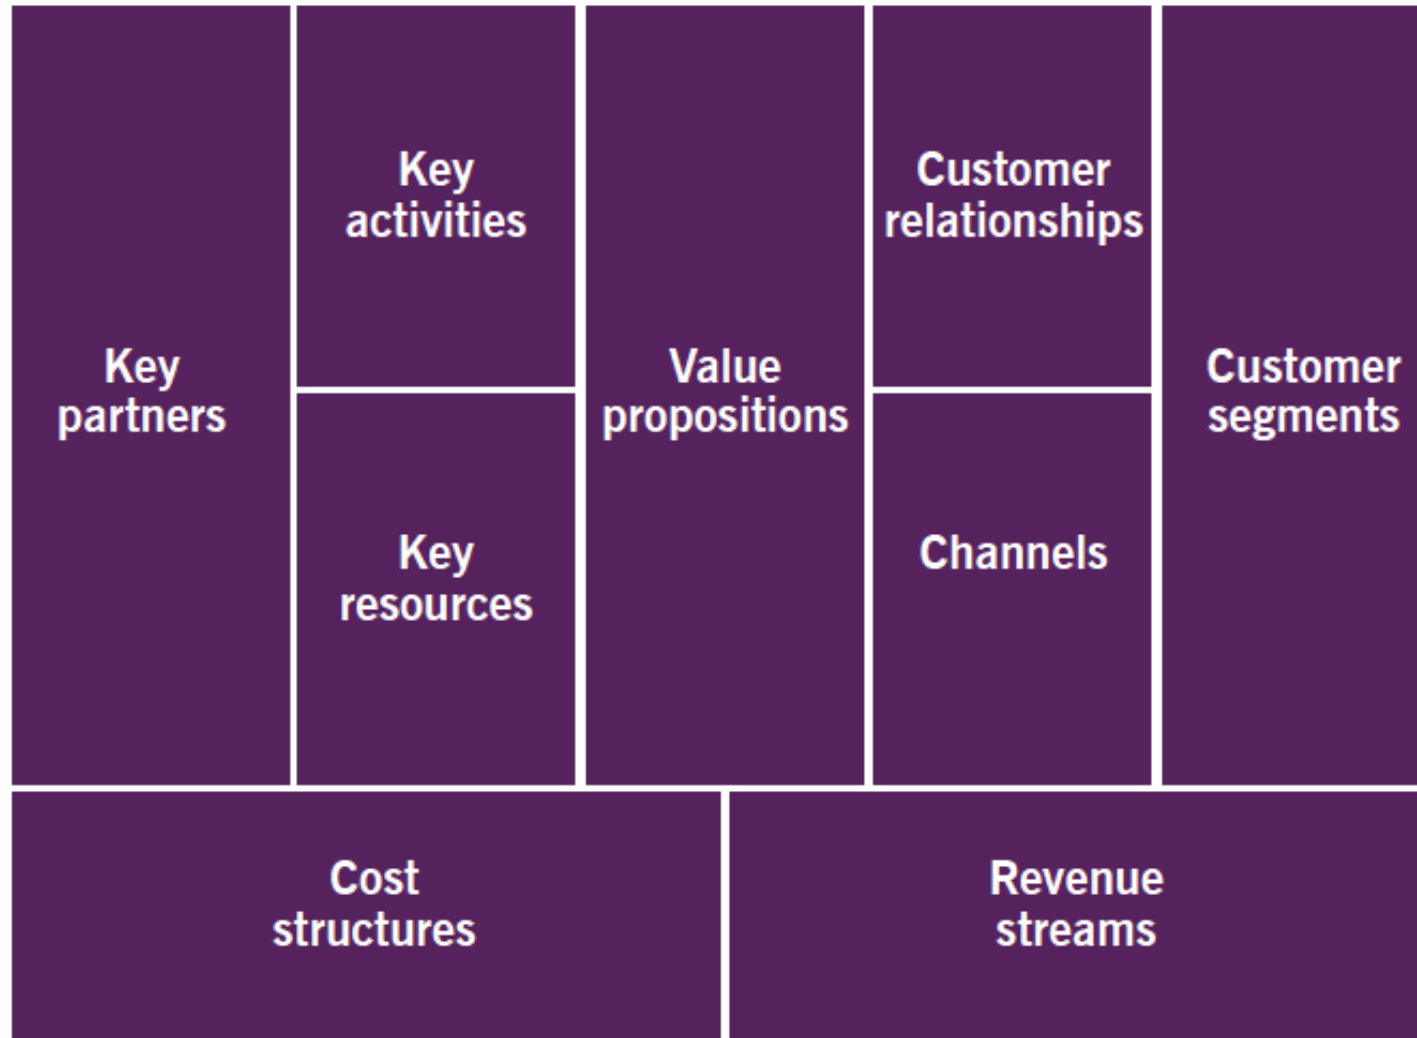 Key
partners
Key
activities
Key
resources
Value
propositions
Customer
relationships
Channels
Customer
segments
Cost
structures
Revenue
streams